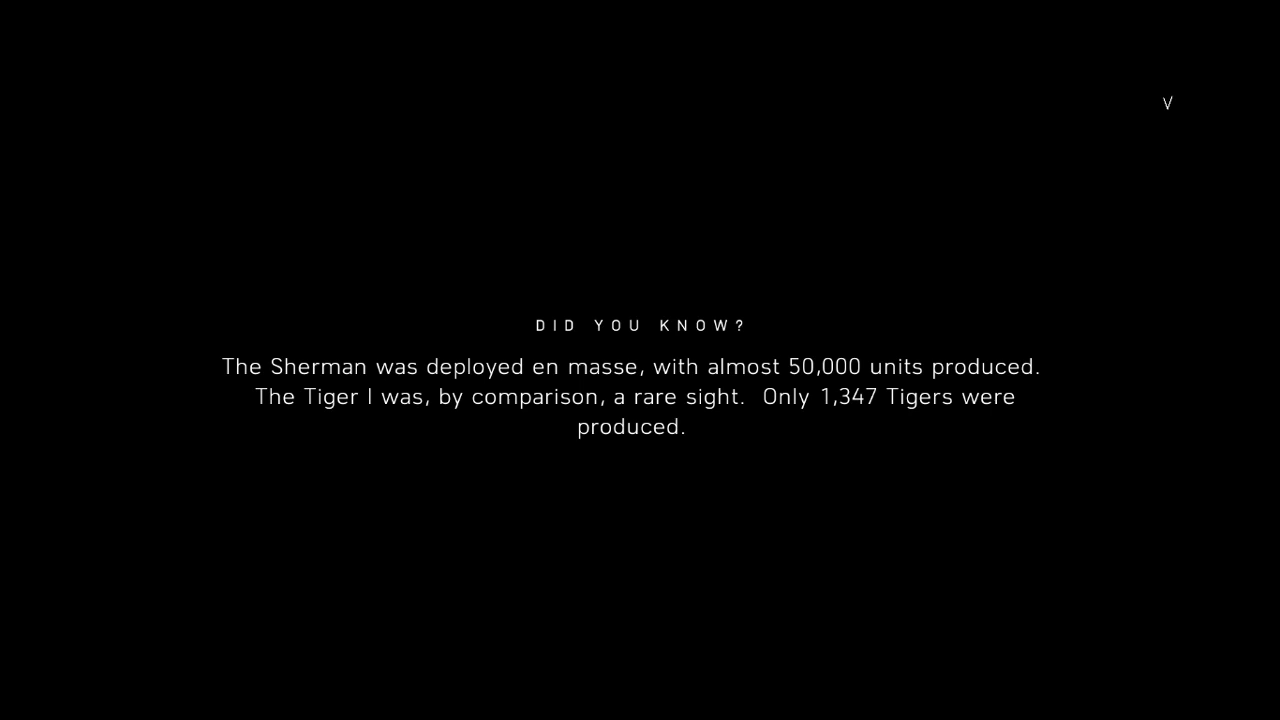 V
DID YOU KNOW?
The Sherman was deployed en masse, with almost 50,000 units produced.
The Tiger I was, by comparison, a rare sight.  Only 1,347 Tigers were
produced.